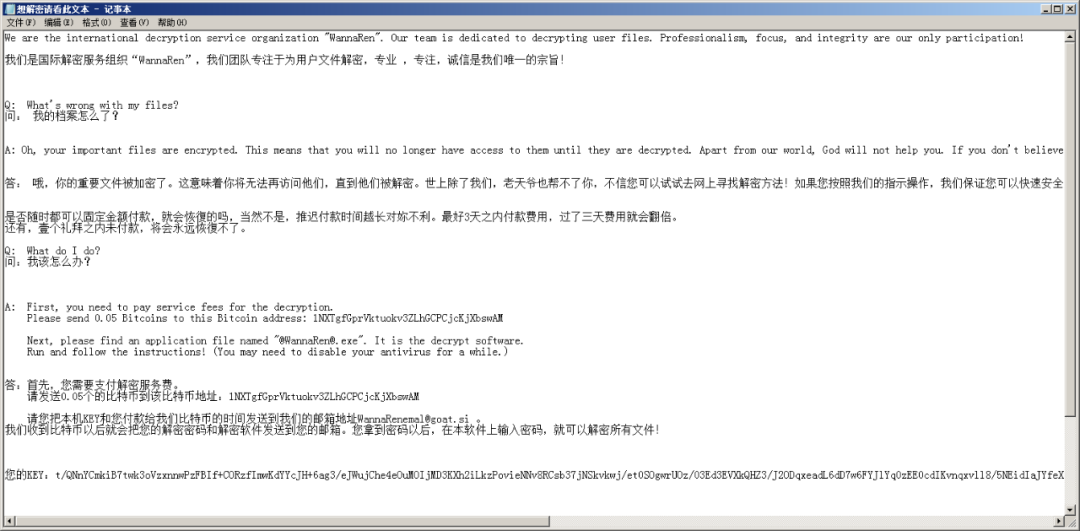 想解密请看此文本 - 记事本
文件(F) 编辑(E) 格式(O) 查看(V) 帮助(H)
We are the international decryption service organization "WannaRen". Our team is dedicated to decrypting user files. Professionalism, focus, and integrity are our only participation!
我们是国际解密服务组织“WannaRen”，我们团队专注于为用户文件解密，专业 ，专注，诚信是我们唯一的宗旨!
Q: What's wrong with my files?
问： 我的档案怎么了？
A: Oh, your important files are encrypted. This means that you will no longer have access to them until they are decrypted. Apart from our world, God will not help you. If you don't believe
答： 哦，你的重要文件被加密了。这意味着你将无法再访问他们，直到他们被解密。世上除了我们，老天爷也帮不了你，不信您可以试试去网上寻找解密方法! 如果您按照我们的指示操作，我们保证您可以快速安全
是否随时都可以固定金额付款，就会恢復的吗，当然不是，推迟付款时间越长对妳不利。最好3天之内付款费用，过了三天费用就会翻倍。
还有，壹个礼拜之内未付款，将会永远恢復不了。
Q: What do I do?
问：我该怎么办？
A: First, you need to pay service fees for the decryption.
Please send 0.05 Bitcoins to this Bitcoin address: 1NXTgfGprVktuokv3ZLhGCPCjcKjXbswAM
Next, please find an application file named "@WannaRen@.exe". It is the decrypt software.
Run and follow the instructions! (You may need to disable your antivirus for a while.)
答：首先，您需要支付解密服务费。
请发送0.05个的比特币到该比特币地址：1NXTgfGprVktuokv3ZLhGCPCjcKjXbswAM
请您把本机KEY和您付款给我们比特币的时间发送到我们的邮箱地址WannaRenemal@goat.si 。
我们收到比特币以后就会把您的解密密码和解密软件发送到您的邮箱。您拿到密码以后，在本软件上输入密码，就可以解密所有文件!
您的KEY：t/QNnYCmkiB7twk3oVzxnnwPzFBIf+CORzfImwKdYYcJH+6ag3/ejWujChe4eOuMOIjMD3KXh2iLkzPovieNNv8RCsb37jNSkvkwj/et0SOgwrUOz/03Ed3EVXkQHZ3/J2ODqxeadL6dD7w6FYJlYq0zEE0cdIKvnqxvll8/5NEidIaJYfeX